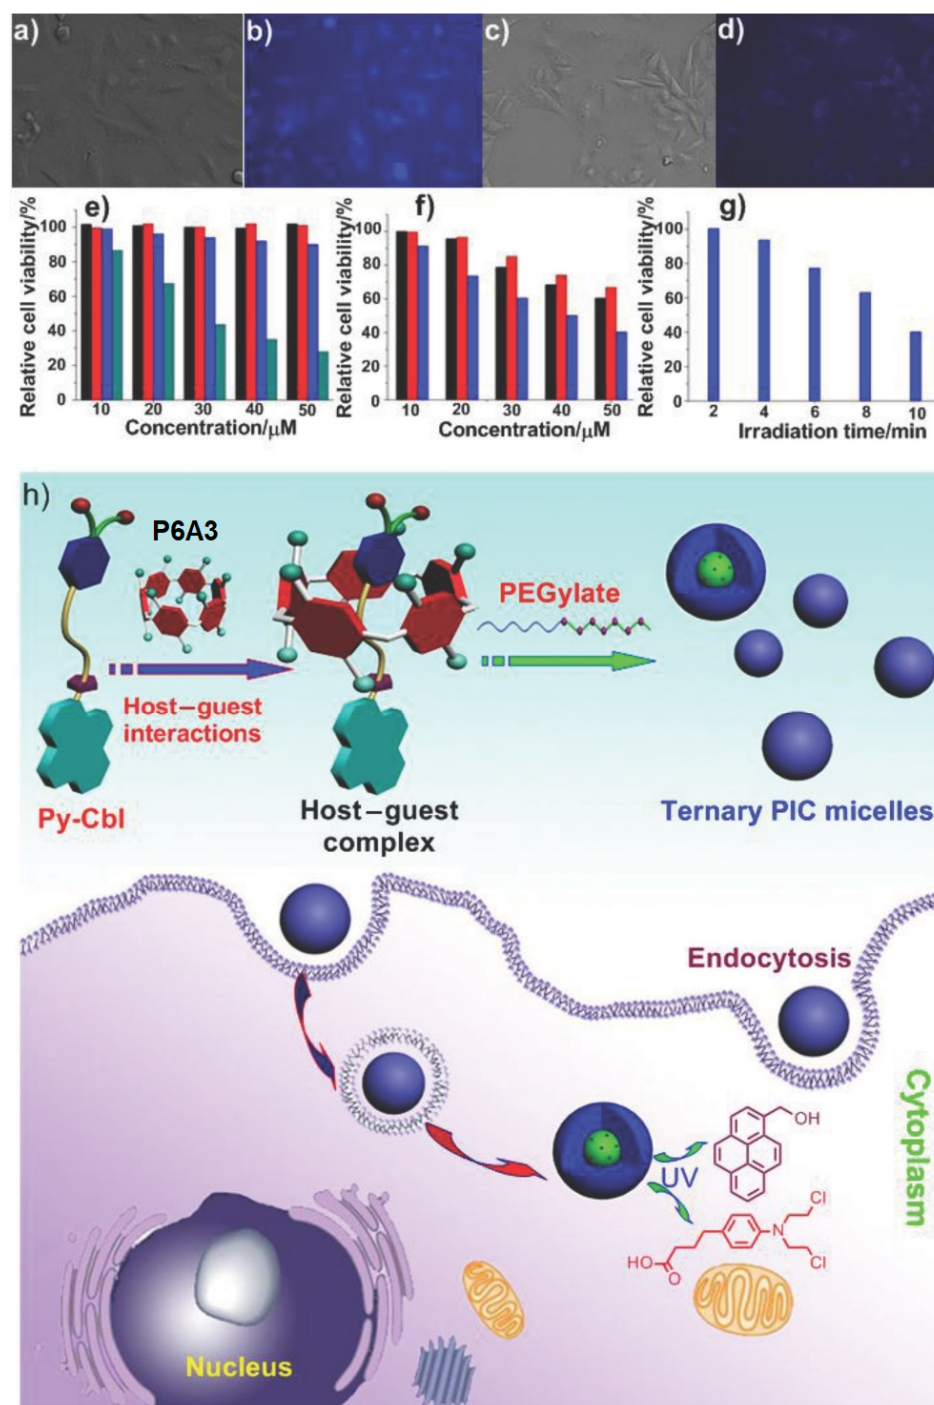 a)
b)
c)
d)
e)
Relative cell viability/%
100
80
60
40
20
0
10 20 30 40 50
Concentration/μM
f)
Relative cell viability/%
100
80
60
40
20
0
10 20 30 40 50
Concentration/μM
g)
Relative cell viability/%
100
80
60
40
20
0
2 4 6 8 10
Irradiation time/min
h)
P6A3
Host–guest
interactions
Py-Cbl
Host–guest
complex
PEGylate
Ternary PIC micelles
Endocytosis
Cytoplasm
OH
UV
Cl
N
Cl
HO
O
Nucleus